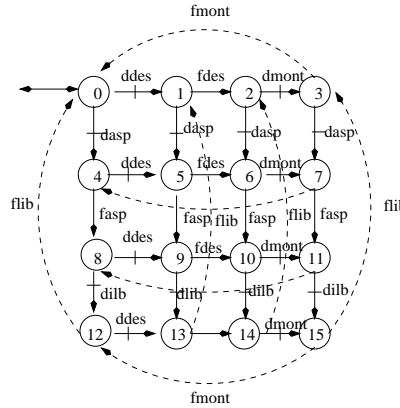 fmont
ddes fdes dmont
0 1 2 3
dasp dasp dasp dasp
ddes fdes dmont
4 5 6 7
flib fasp fasp flib fasp flib fasp flib
ddes fdes dmont
8 9 10 11
dilb dilb dilb dilb
ddes dmont
12 13 14 15
fmont